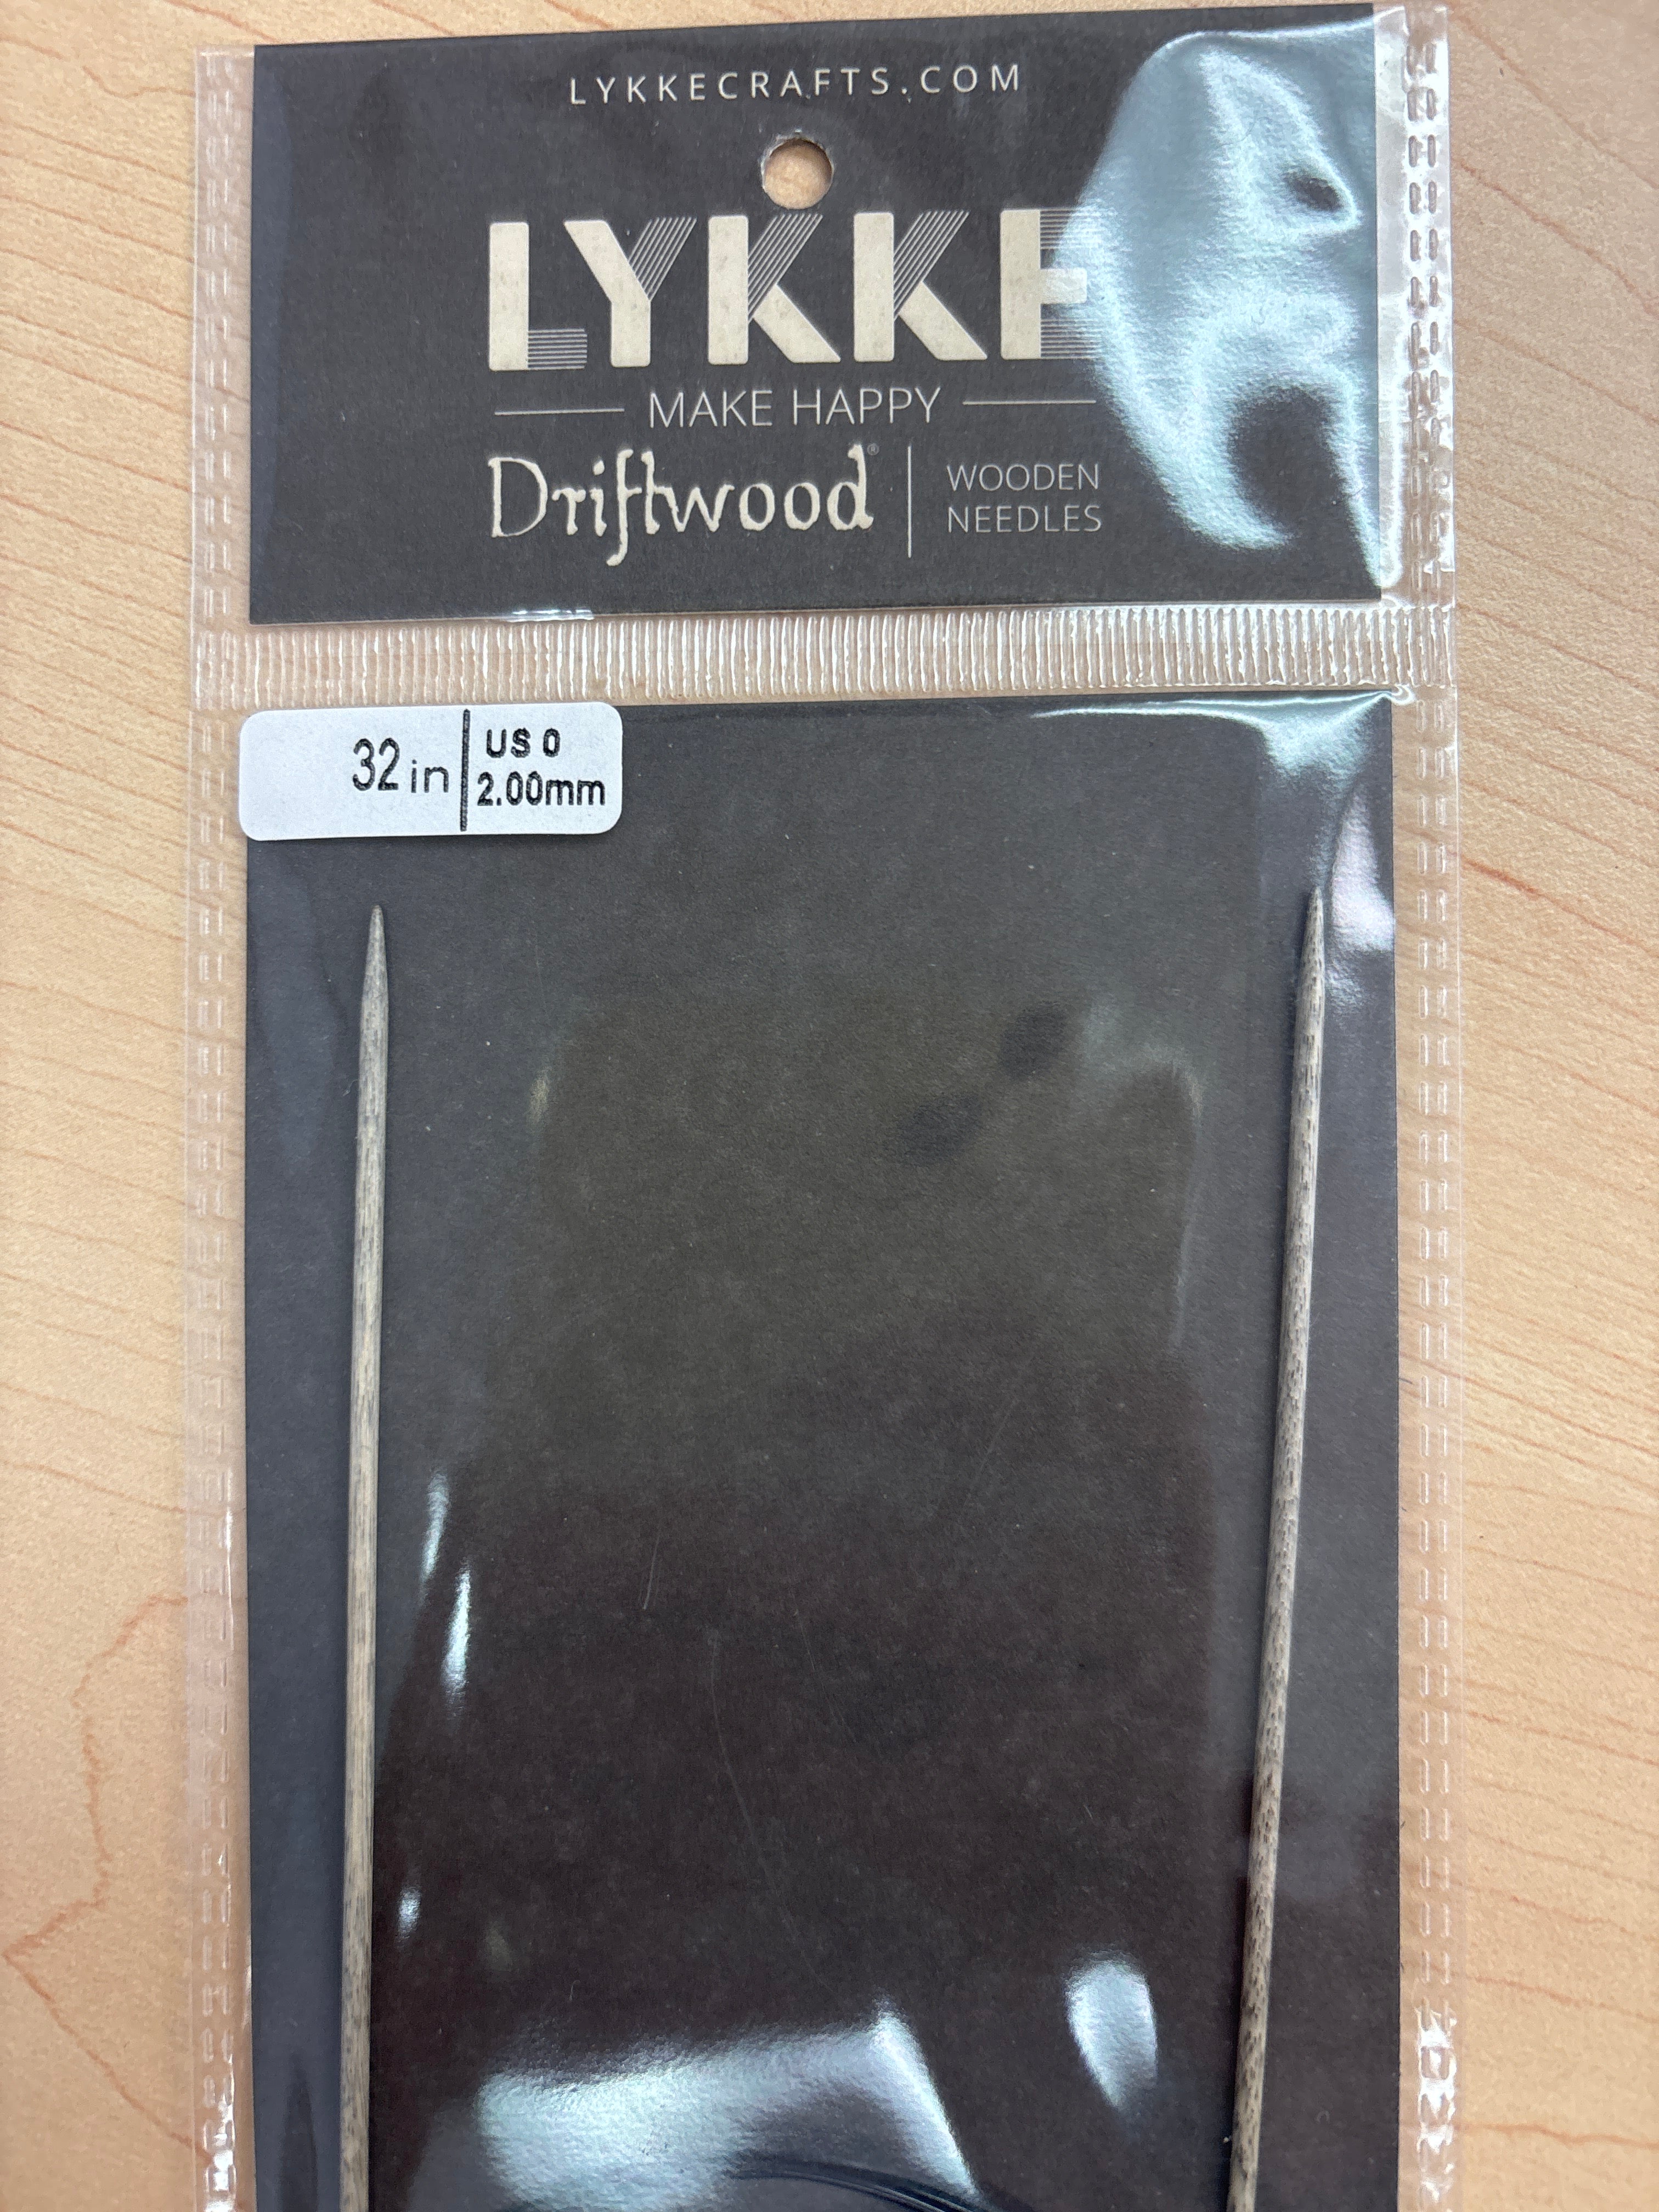 LYKKECRAFTS.COM
LYKKE
MAKE HAPPY
Driftwood® | WOODEN
NEEDLES
32 in | US 0
2.00mm